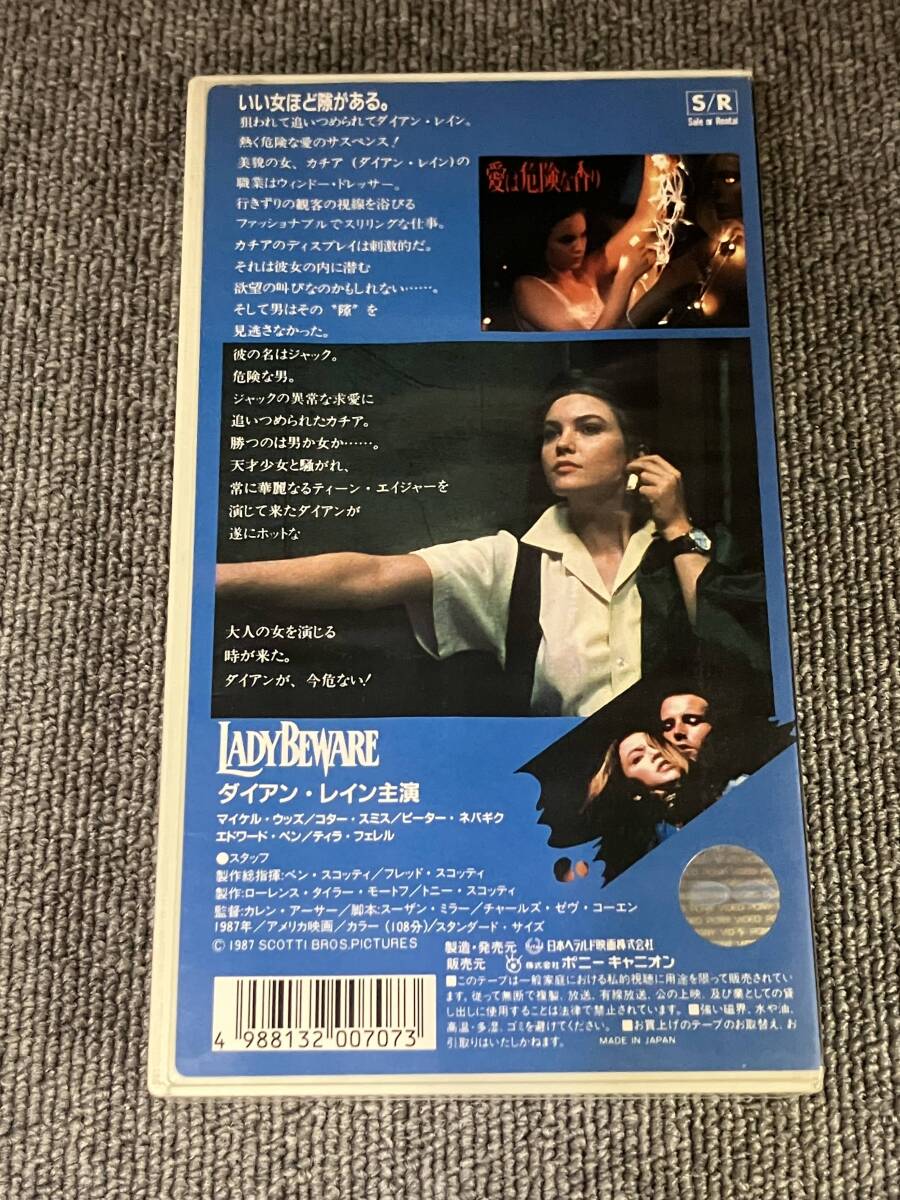 いい女ほど隙がある。
狙われて追いつめられてダイアン・レイン。
熱く危険な愛のサスペンス!
美貌の女、カチア(ダイアン・レイン)の
職業はウィンドー・ドレッサー。
行きずりの観客の視線を浴びる
ファッショナブルでスリリングな仕事。
カチアのディスプレイは刺激的だ。
それは彼女の内に潜む
欲望の叫びなのかもしれない……。
そして男はその〝隙〟を
見逃さなかった。
S/R
Sale or Rental
愛は危険な香り
彼の名はジャック。
危険な男。
ジャックの異常な求愛に
追いつめられたカチア。
勝つのは男か女か……。
天才少女と騒がれ、
常に華麗なるティーン・エイジャーを
演じて来たダイアンが
遂にホットな
大人の女を演じる
時が来た。
ダイアンが、今危ない!
LADY BEWARE
ダイアン・レイン主演
マイケル・ウッズ/コター・スミス/ピーター・ネバギク
エドワード・ペン/ティラ・フェレル
●スタッフ
製作総指揮:ベン・スコッティ/フレッド・スコッティ
製作:ローレンス・タイラー・モートフ/トニー・スコッティ
監督:カレン・アーサー/脚本:スーザン・ミラー/チャールズ・ゼヴ・コーエン
1987年/アメリカ映画/カラー(108分)/スタンダード・サイズ
© 1987 SCOTTI BROS.PICTURES
製造・発売元 日本ヘラルド映画株式会社
販売元 株式会社 ポニーキャニオン
■このテープは一般家庭における私的視聴に用途を限って販売されてい
ます。従って無断で複製、放送、有線放送、公の上映、及び業としての貸
し出しに使用することは法律で禁止されています。■強い磁界、水や油、
高温・多湿、ゴミを避けてください。■お買上げのテープのお取替え、お
引取りはいたしかねます。 MADE IN JAPAN
4 988132 007073